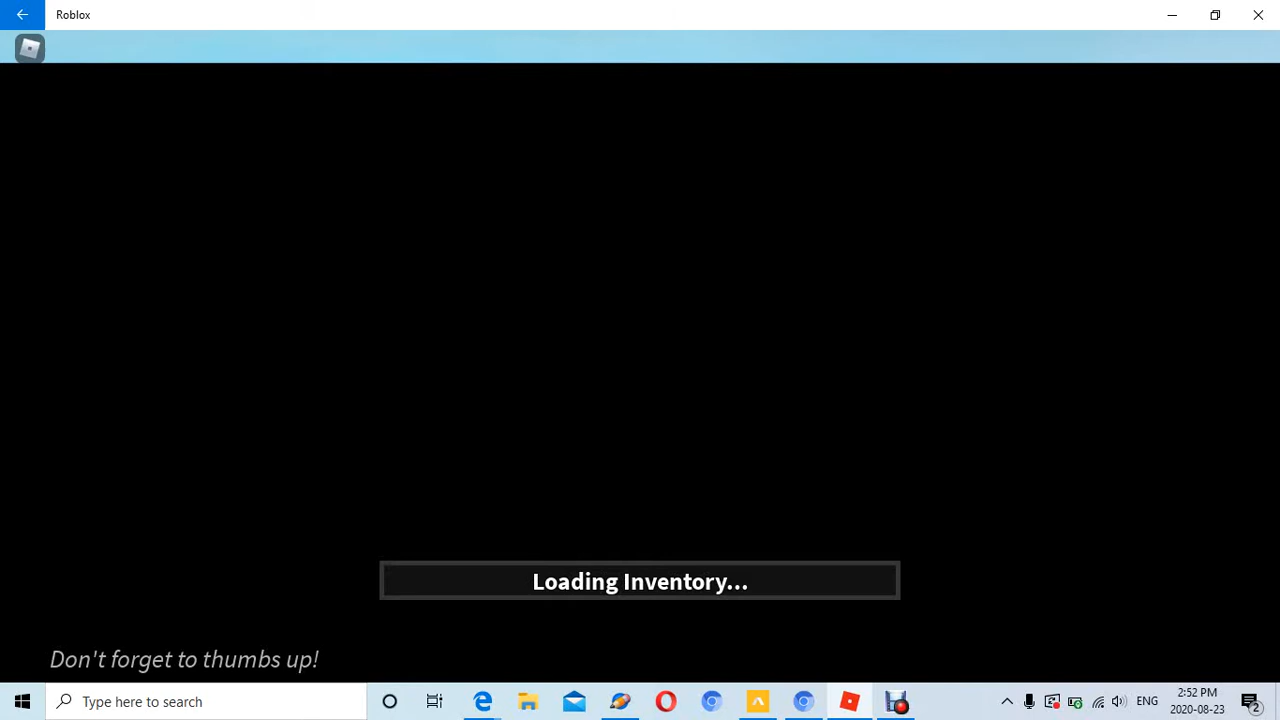 Roblox
Loading Inventory...
Don't forget to thumbs up!
Type here to search
ENG
2:52 PM
2020-08-23
2